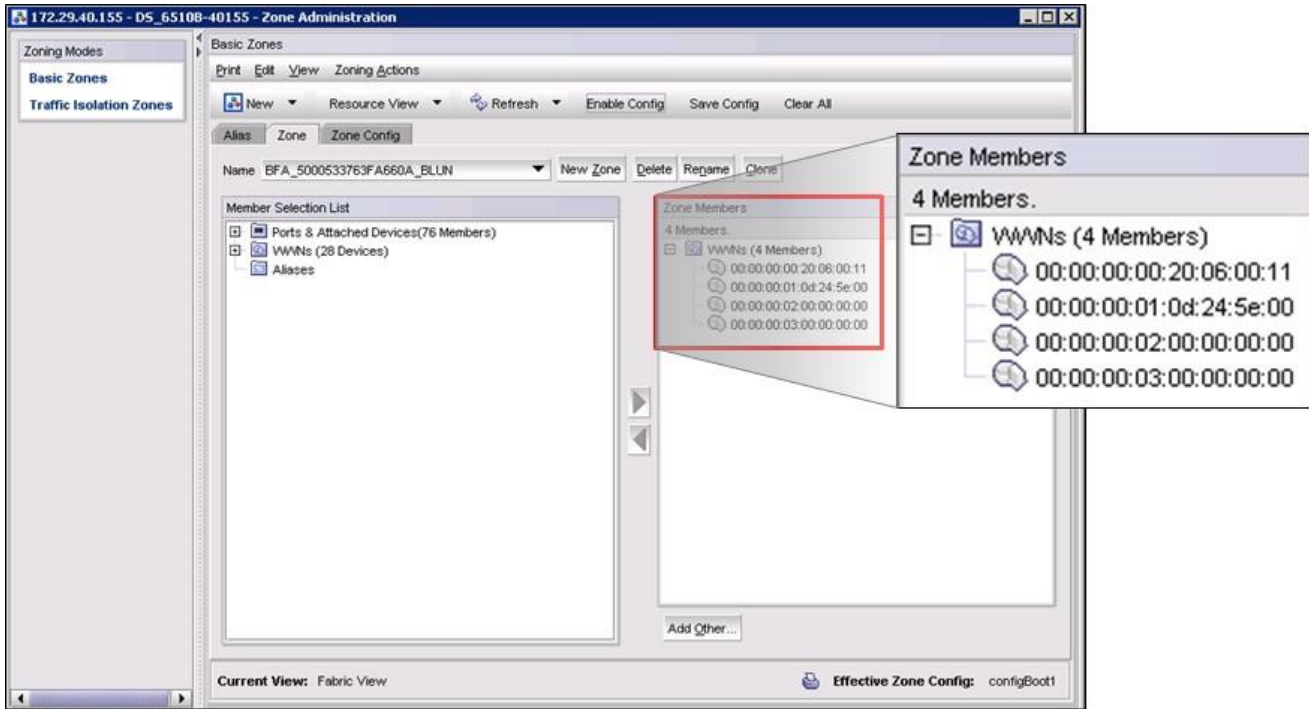 172.29.40.155 - DS_6510B-40155 - Zone Administration
Zoning Modes
Basic Zones
Traffic Isolation Zones
Basic Zones
Print Edit View Zoning Actions
New Resource View Refresh Enable Config Save Config Clear All
Alias Zone Zone Config
Name BFA_5000533763FA660A_BLUN New Zone Delete Rename Clone
Member Selection List
Ports & Attached Devices(76 Members)
WWNs (28 Devices)
Aliases
Zone Members
4 Members.
WWNs (4 Members)
00:00:00:00:20:06:00:11
00:00:00:01:0d:24:5e:00
00:00:00:02:00:00:00:00
00:00:00:03:00:00:00:00
Zone Members
4 Members.
WWNs (4 Members)
00:00:00:00:20:06:00:11
00:00:00:01:0d:24:5e:00
00:00:00:02:00:00:00:00
00:00:00:03:00:00:00:00
Add Other...
Current View: Fabric View
Effective Zone Config: configBoot1